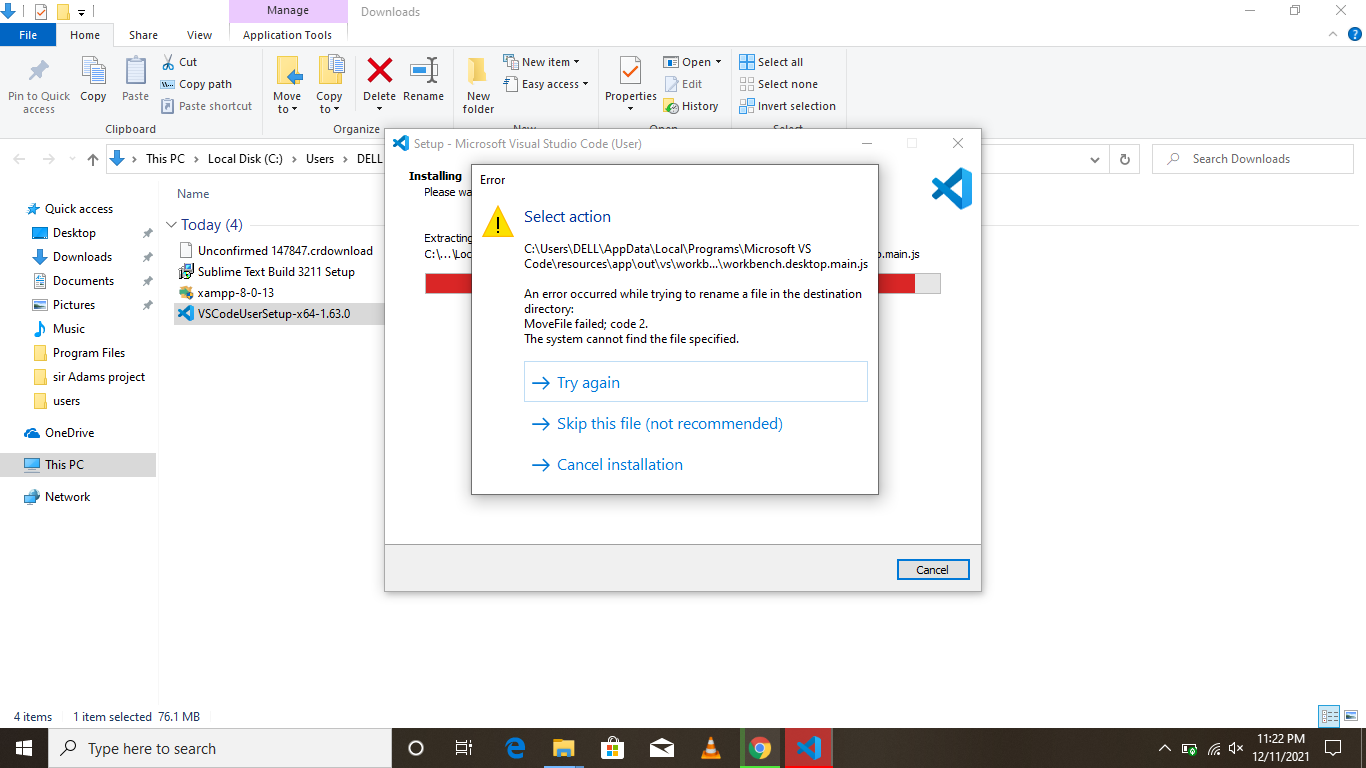 Manage
Downloads
File
Home
Share
View
Application Tools
Pin to Quick
access
Copy
Paste
Cut
Copy path
Paste shortcut
Clipboard
Move
to
Copy
to
Delete
Rename
Organize
New
folder
New item
Easy access
New
Properties
Open
Edit
History
Open
Select all
Select none
Invert selection
Select
This PC
Local Disk (C:)
Users
DELL
Search Downloads
Quick access
Desktop
Downloads
Documents
Pictures
Music
Program Files
sir Adams project
users
OneDrive
This PC
Network
Name
Today (4)
Unconfirmed 147847.crdownload
Sublime Text Build 3211 Setup
xampp-8-0-13
VSCodeUserSetup-x64-1.63.0
Setup - Microsoft Visual Studio Code (User)
Installing
Please wa
Extracting
C:\...\Loc
p.main.js
Error
Select action
C:\Users\DELL\AppData\Local\Programs\Microsoft VS
Code\resources\app\out\vs\workb...\workbench.desktop.main.js
An error occurred while trying to rename a file in the destination
directory:
MoveFile failed; code 2.
The system cannot find the file specified.
Try again
Skip this file (not recommended)
Cancel installation
Cancel
4 items
1 item selected 76.1 MB
Type here to search
11:22 PM
12/11/2021